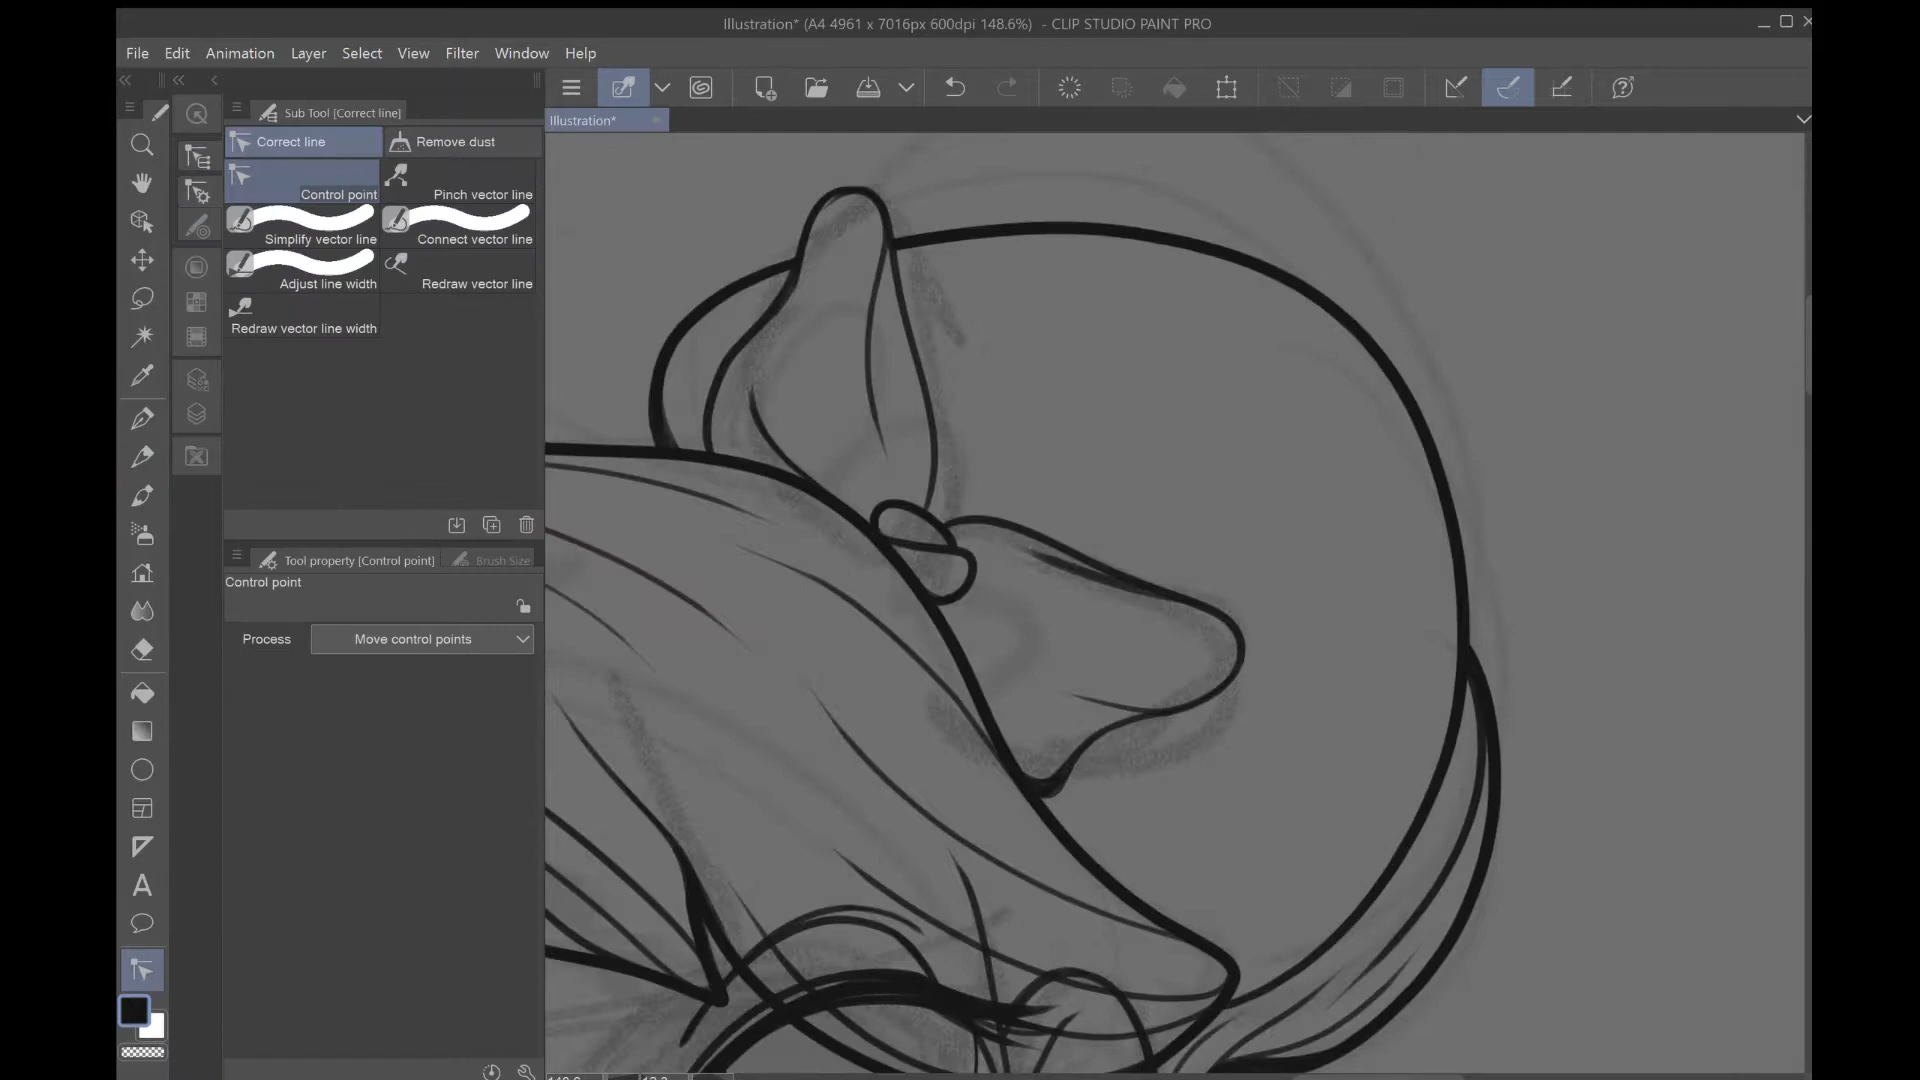 Illustration* (A4 4961 x 7016px 600dpi 148.6%) - CLIP STUDIO PAINT PRO
File Edit Animation Layer Select View Filter Window Help
Sub Tool [Correct line]
Illustration*
Correct line Remove dust
Control point Pinch vector line
Simplify vector line Connect vector line
Adjust line width Redraw vector line
Redraw vector line width
Tool property [Control point] Brush Size
Control point
Process Move control points